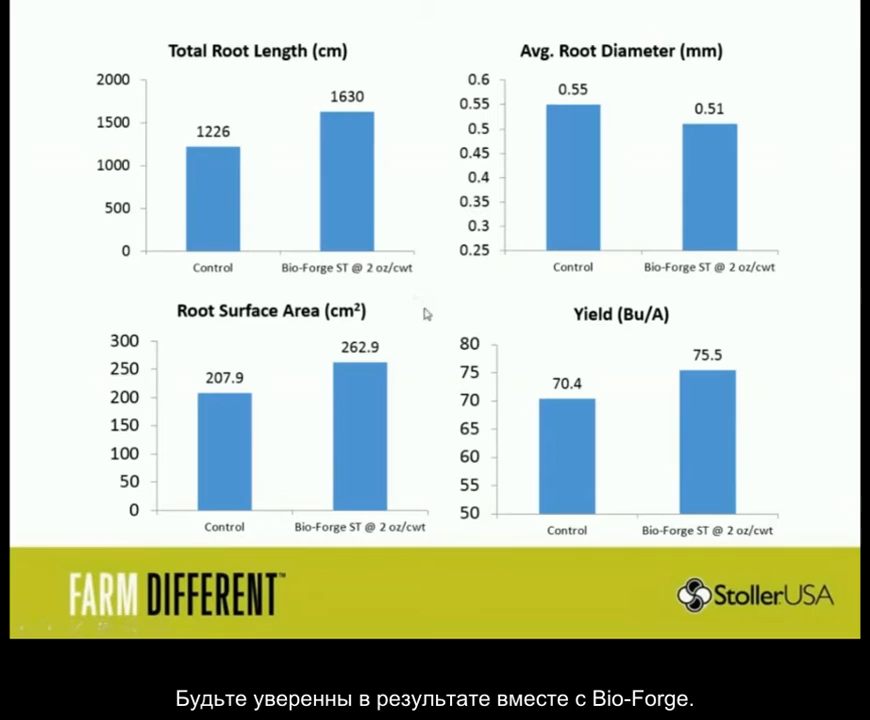 Total Root Length (cm)
2000
1500
1000
500
0
1226
1630
Control
Bio-Forge ST @ 2 oz/cwt
Avg. Root Diameter (mm)
0.6
0.55
0.5
0.45
0.4
0.35
0.3
0.25
0.55
0.51
Control
Bio-Forge ST @ 2 oz/cwt
Root Surface Area (cm²)
300
250
200
150
100
50
0
207.9
262.9
Control
Bio-Forge ST @ 2 oz/cwt
Yield (Bu/A)
80
75
70
65
60
55
50
70.4
75.5
Control
Bio-Forge ST @ 2 oz/cwt
FARM DIFFERENT™
StollerUSA
Будьте уверенны в результате вместе с Bio-Forge.